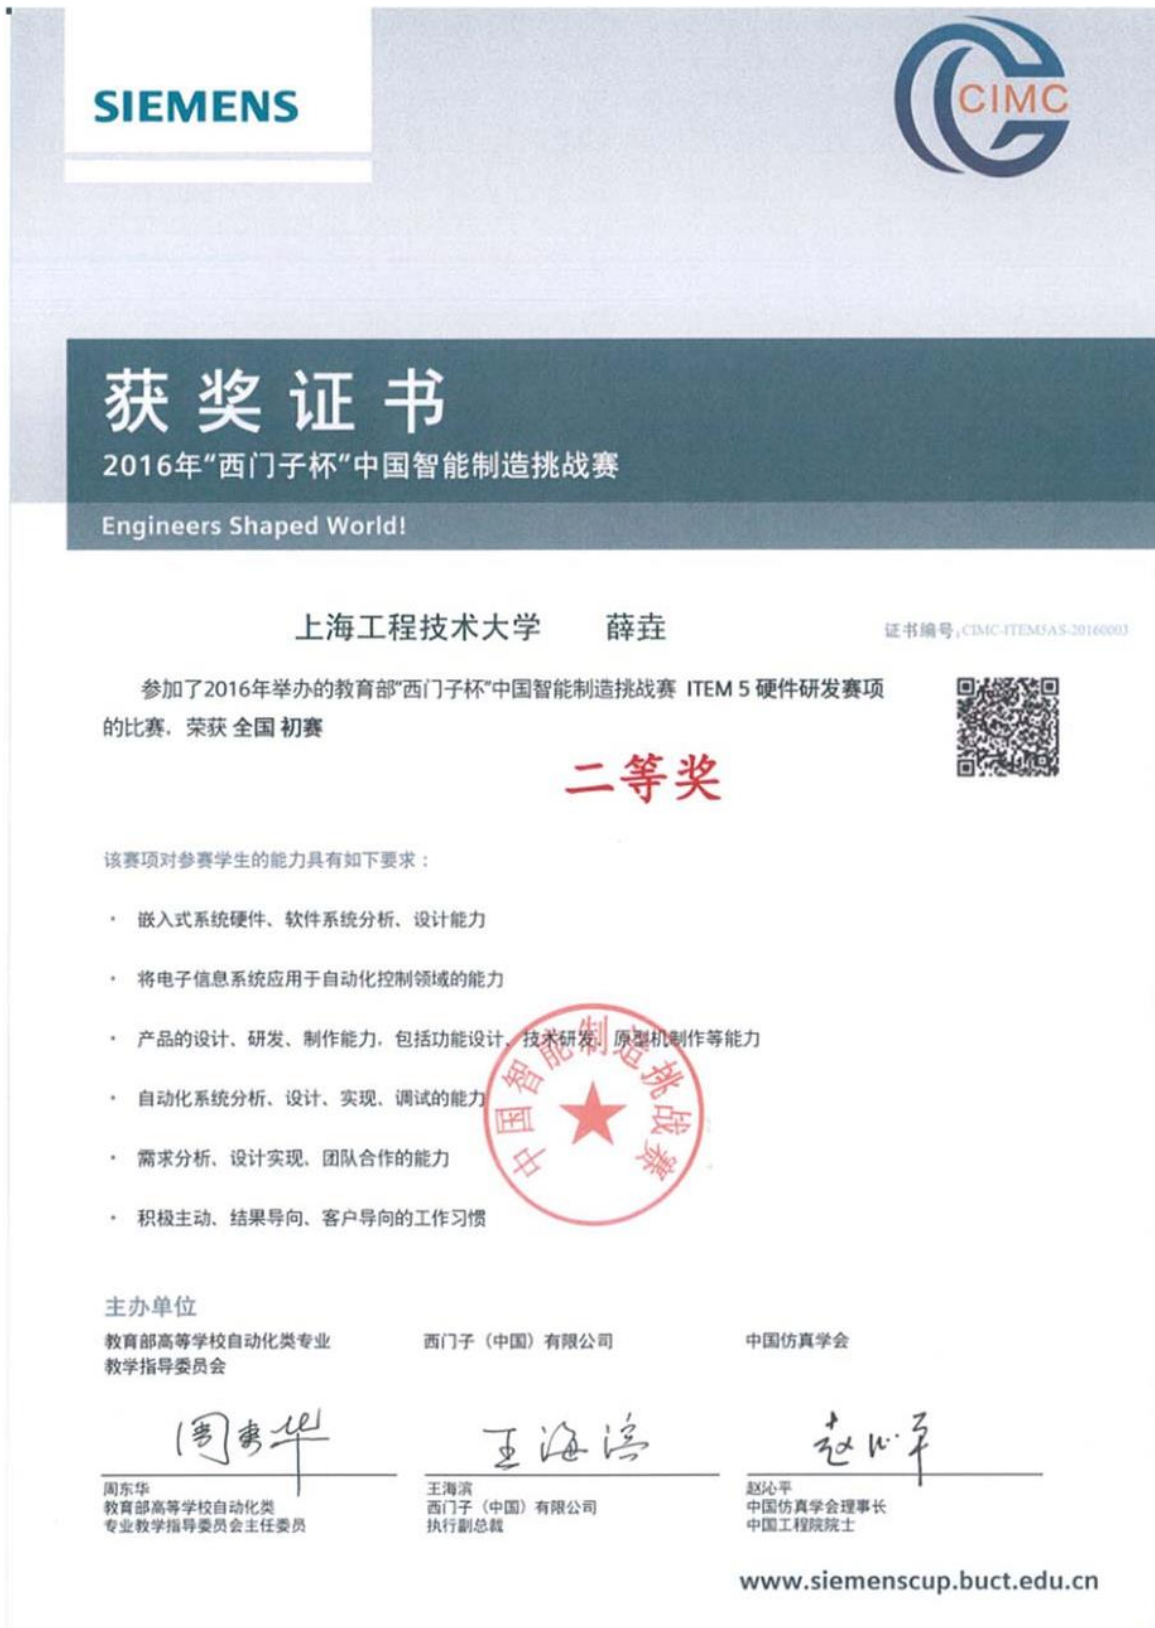 SIEMENS
CIMC
获奖证书
2016年“西门子杯”中国智能制造挑战赛
Engineers Shaped World!
上海工程技术大学 薛垚
证书编号:CIMC-ITEM5AS-20160003
参加了2016年举办的教育部“西门子杯”中国智能制造挑战赛 ITEM 5 硬件研发赛项
的比赛，荣获 全国 初赛
二等奖
该赛项对参赛学生的能力具有如下要求：
· 嵌入式系统硬件、软件系统分析、设计能力
· 将电子信息系统应用于自动化控制领域的能力
· 产品的设计、研发、制作能力，包括功能设计、技术研发、原型机制作等能力
· 自动化系统分析、设计、实现、调试的能力
· 需求分析、设计实现、团队合作的能力
· 积极主动、结果导向、客户导向的工作习惯
中国智能制造挑战赛
主办单位
教育部高等学校自动化类专业
教学指导委员会
西门子（中国）有限公司
中国仿真学会
周东华
王海滨
赵沁平
周东华
教育部高等学校自动化类
专业教学指导委员会主任委员
王海滨
西门子（中国）有限公司
执行副总裁
赵沁平
中国仿真学会理事长
中国工程院院士
www.siemenscup.buct.edu.cn